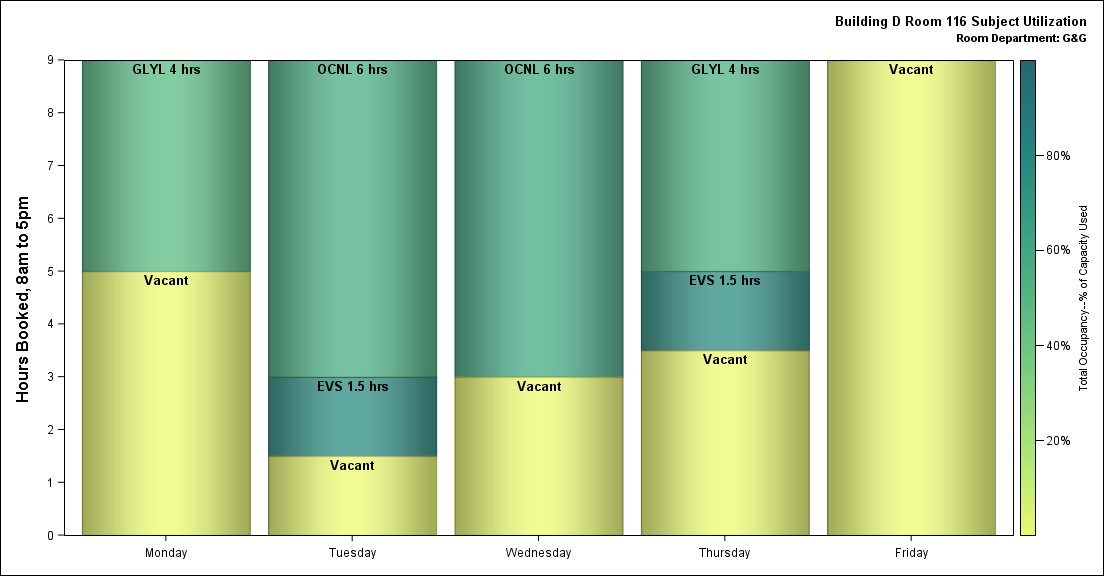 Building D Room 116 Subject Utilization
Room Department: G&G
Hours Booked, 8am to 5pm
9
8
7
6
5
4
3
2
1
0
GLYL 4 hrs
Vacant
OCNL 6 hrs
EVS 1.5 hrs
Vacant
OCNL 6 hrs
Vacant
GLYL 4 hrs
EVS 1.5 hrs
Vacant
Vacant
Monday
Tuesday
Wednesday
Thursday
Friday
80%
60%
40%
20%
Total Occupancy--% of Capacity Used